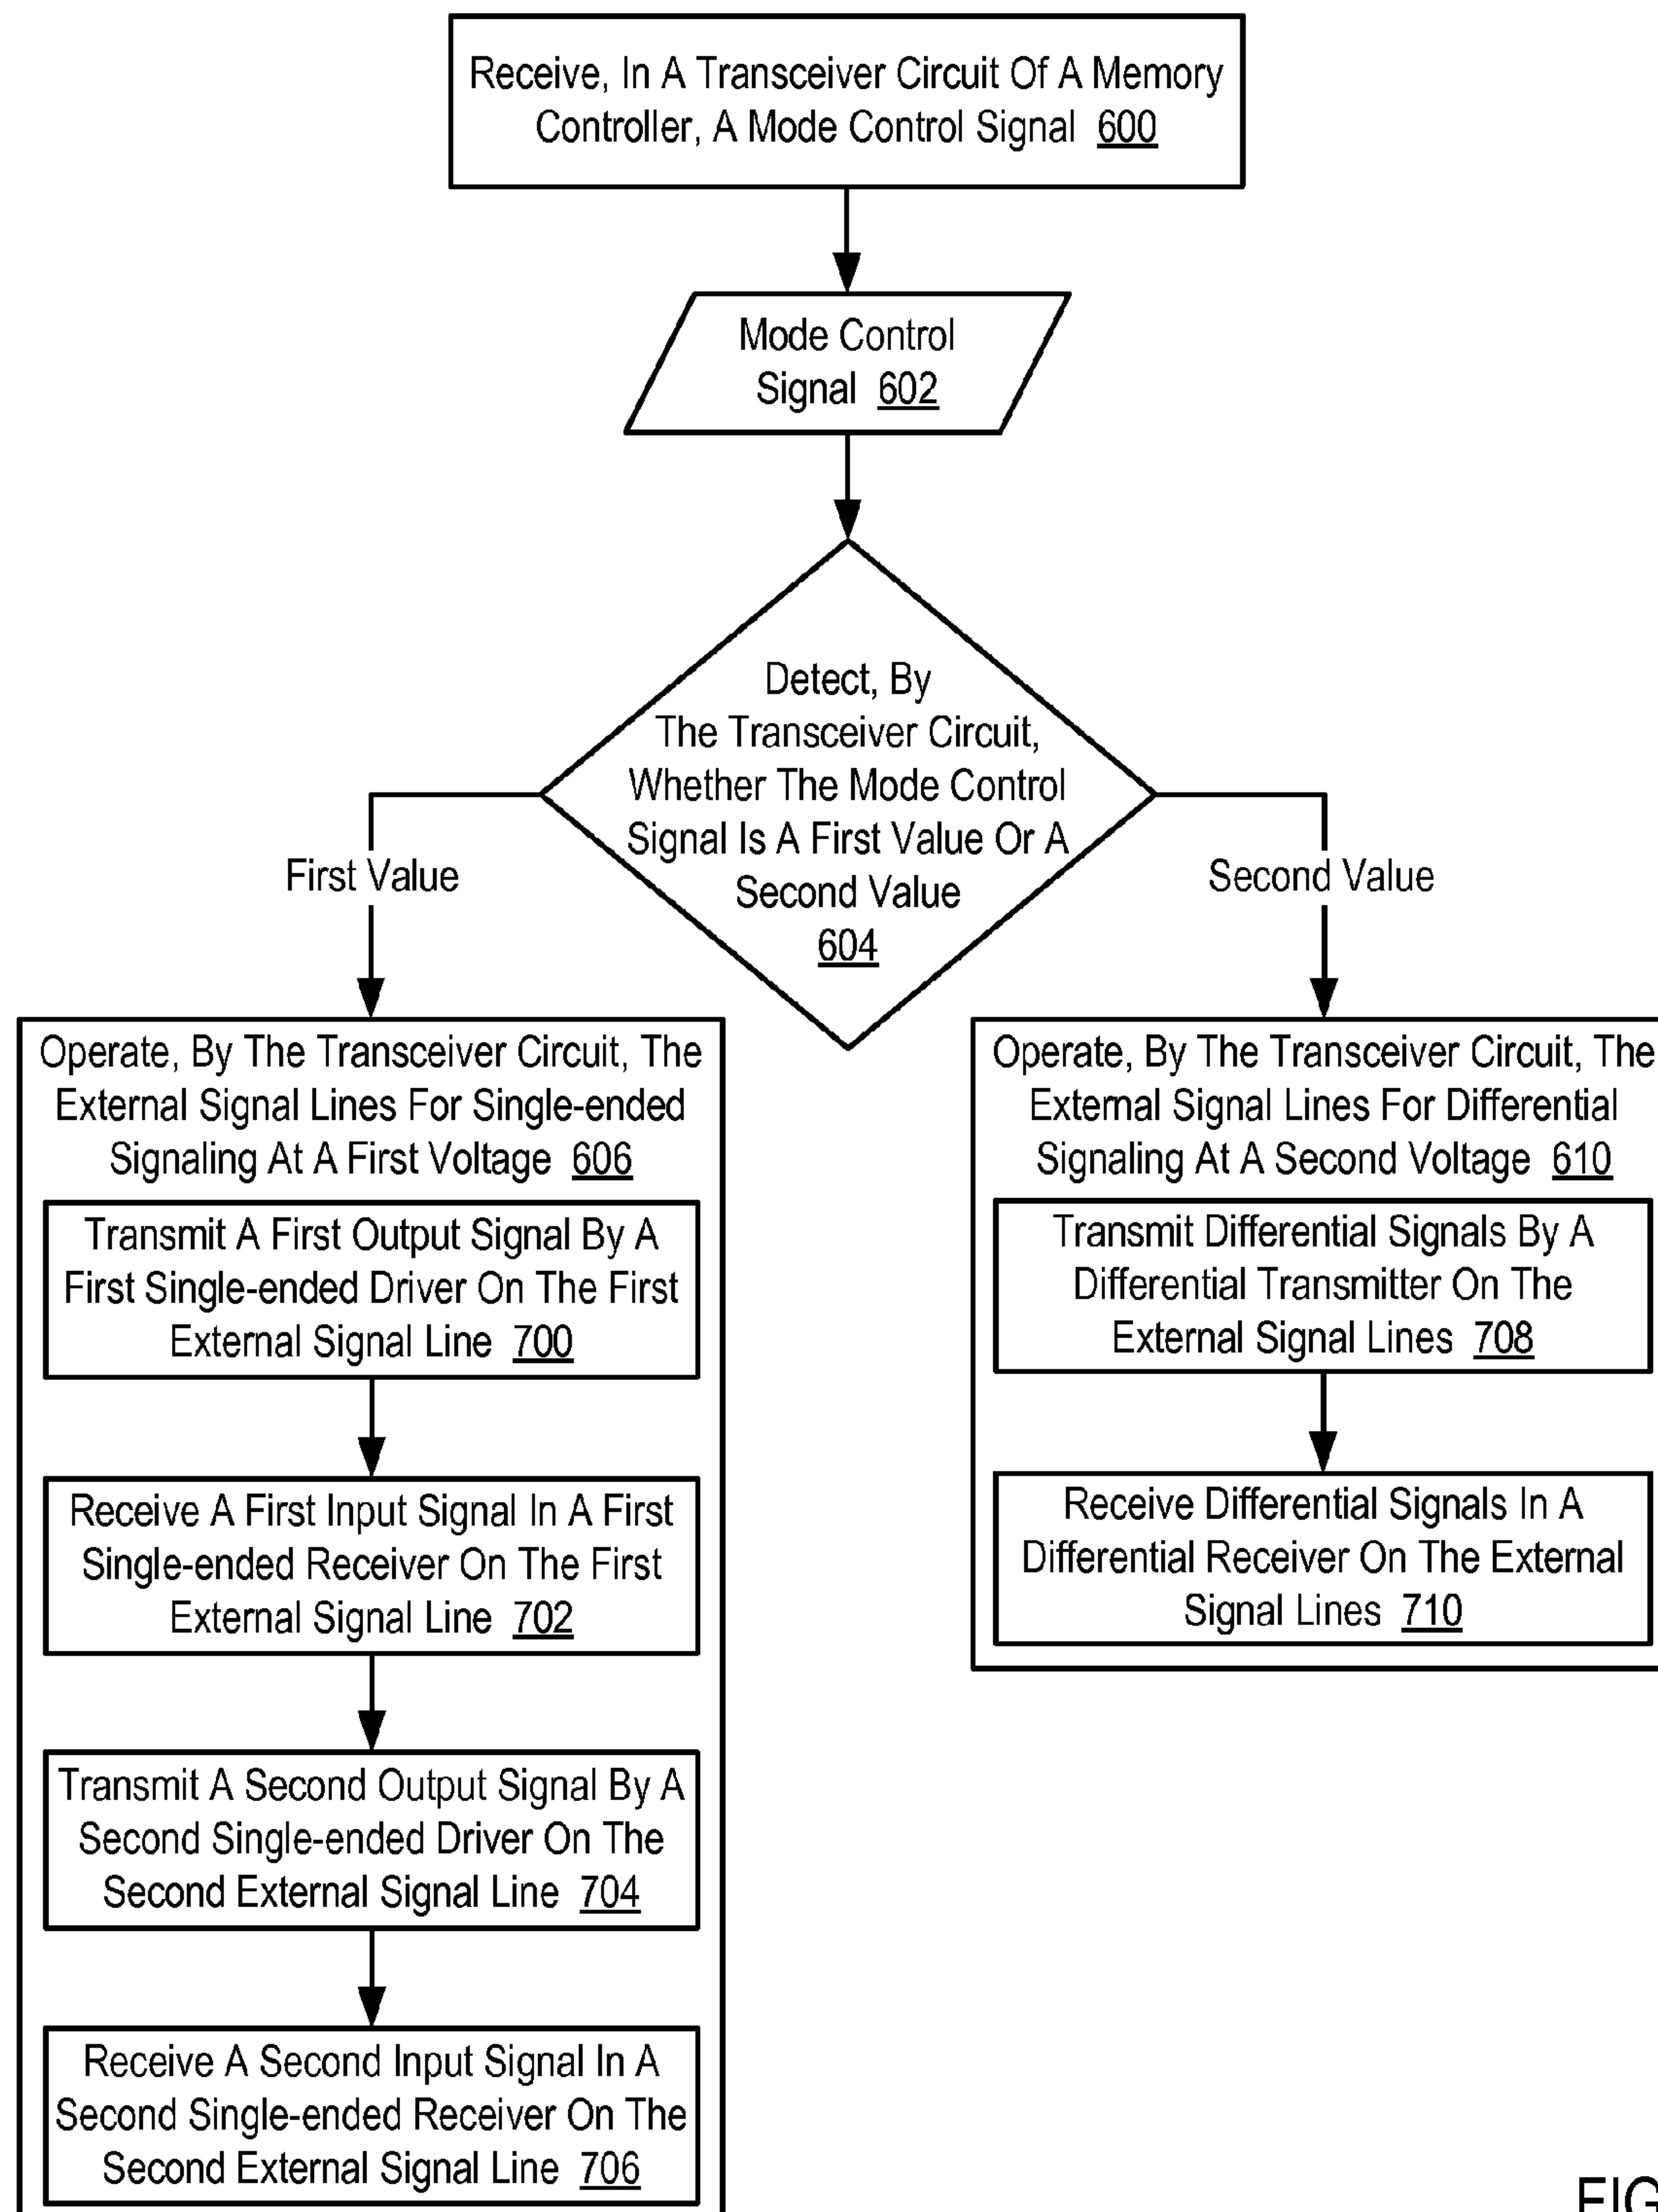 Receive, In A Transceiver Circuit Of A Memory
Controller, A Mode Control Signal 600
Mode Control
Signal 602
Detect, By
The Transceiver Circuit,
Whether The Mode Control
Signal Is A First Value Or A
Second Value
604
First Value
Second Value
Operate, By The Transceiver Circuit, The
External Signal Lines For Single-ended
Signaling At A First Voltage 606
Transmit A First Output Signal By A
First Single-ended Driver On The First
External Signal Line 700
Receive A First Input Signal In A First
Single-ended Receiver On The First
External Signal Line 702
Transmit A Second Output Signal By A
Second Single-ended Driver On The
Second External Signal Line 704
Receive A Second Input Signal In A
Second Single-ended Receiver On The
Second External Signal Line 706
Operate, By The Transceiver Circuit, The
External Signal Lines For Differential
Signaling At A Second Voltage 610
Transmit Differential Signals By A
Differential Transmitter On The
External Signal Lines 708
Receive Differential Signals In A
Differential Receiver On The External
Signal Lines 710
FIG